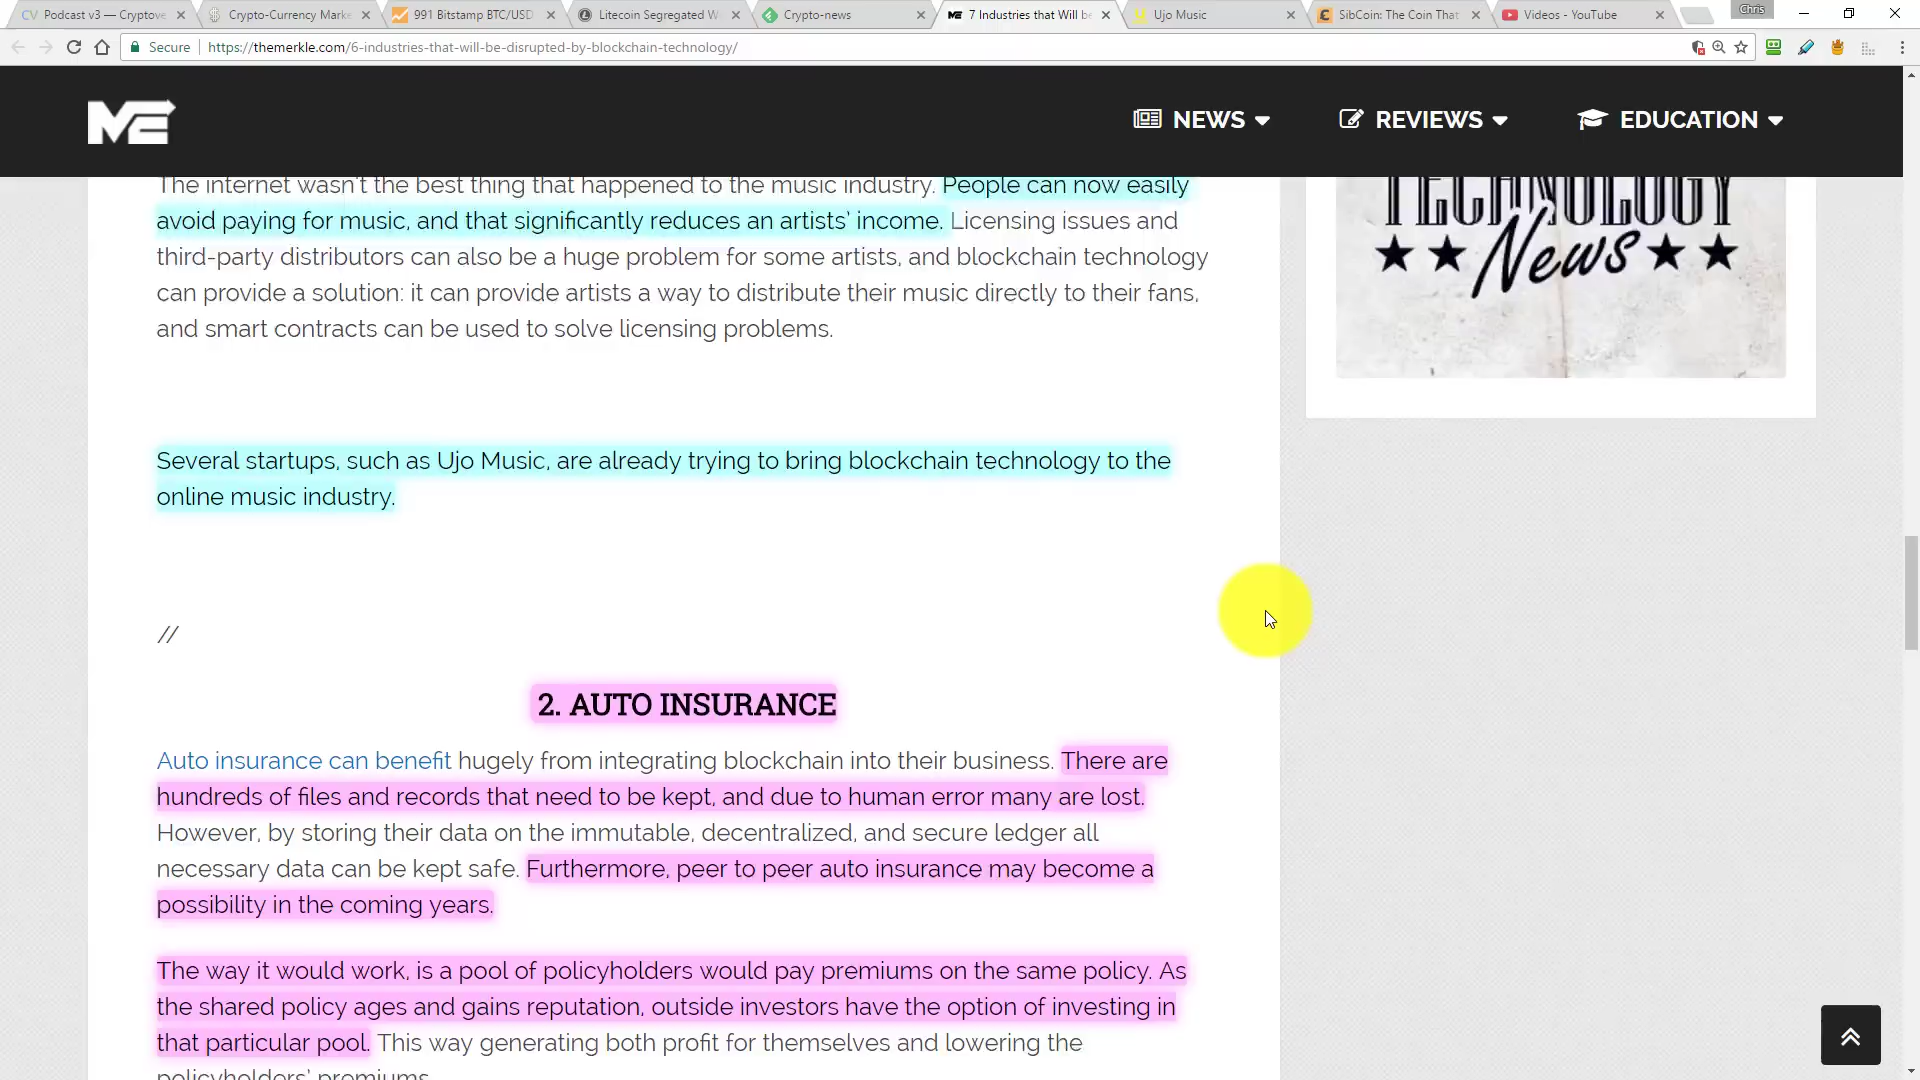 CV Podcast v3 — Cryptove
Crypto-Currency Marke
991 Bitstamp BTC/USD
Litecoin Segregated W
Crypto-news
7 Industries that Will be
Ujo Music
SibCoin: The Coin That
Videos - YouTube
Chris
Secure
https://themerkle.com/6-industries-that-will-be-disrupted-by-blockchain-technology/
ME
NEWS
REVIEWS
EDUCATION
The internet wasn't the best thing that happened to the music industry. People can now easily
avoid paying for music, and that significantly reduces an artists' income. Licensing issues and
third-party distributors can also be a huge problem for some artists, and blockchain technology
can provide a solution: it can provide artists a way to distribute their music directly to their fans,
and smart contracts can be used to solve licensing problems.
TECHNOLOGY
News
Several startups, such as Ujo Music, are already trying to bring blockchain technology to the
online music industry.
//
2. AUTO INSURANCE
Auto insurance can benefit hugely from integrating blockchain into their business. There are
hundreds of files and records that need to be kept, and due to human error many are lost.
However, by storing their data on the immutable, decentralized, and secure ledger all
necessary data can be kept safe. Furthermore, peer to peer auto insurance may become a
possibility in the coming years.
The way it would work, is a pool of policyholders would pay premiums on the same policy. As
the shared policy ages and gains reputation, outside investors have the option of investing in
that particular pool. This way generating both profit for themselves and lowering the
policyholders' premiums.